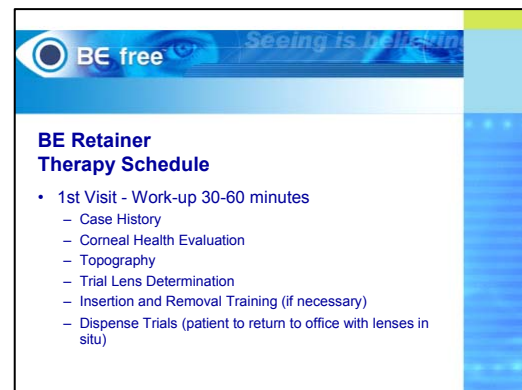 BE free
Seeing is believing
BE Retainer
Therapy Schedule
• 1st Visit - Work-up 30-60 minutes
– Case History
– Corneal Health Evaluation
– Topography
– Trial Lens Determination
– Insertion and Removal Training (if necessary)
– Dispense Trials (patient to return to office with lenses in
situ)